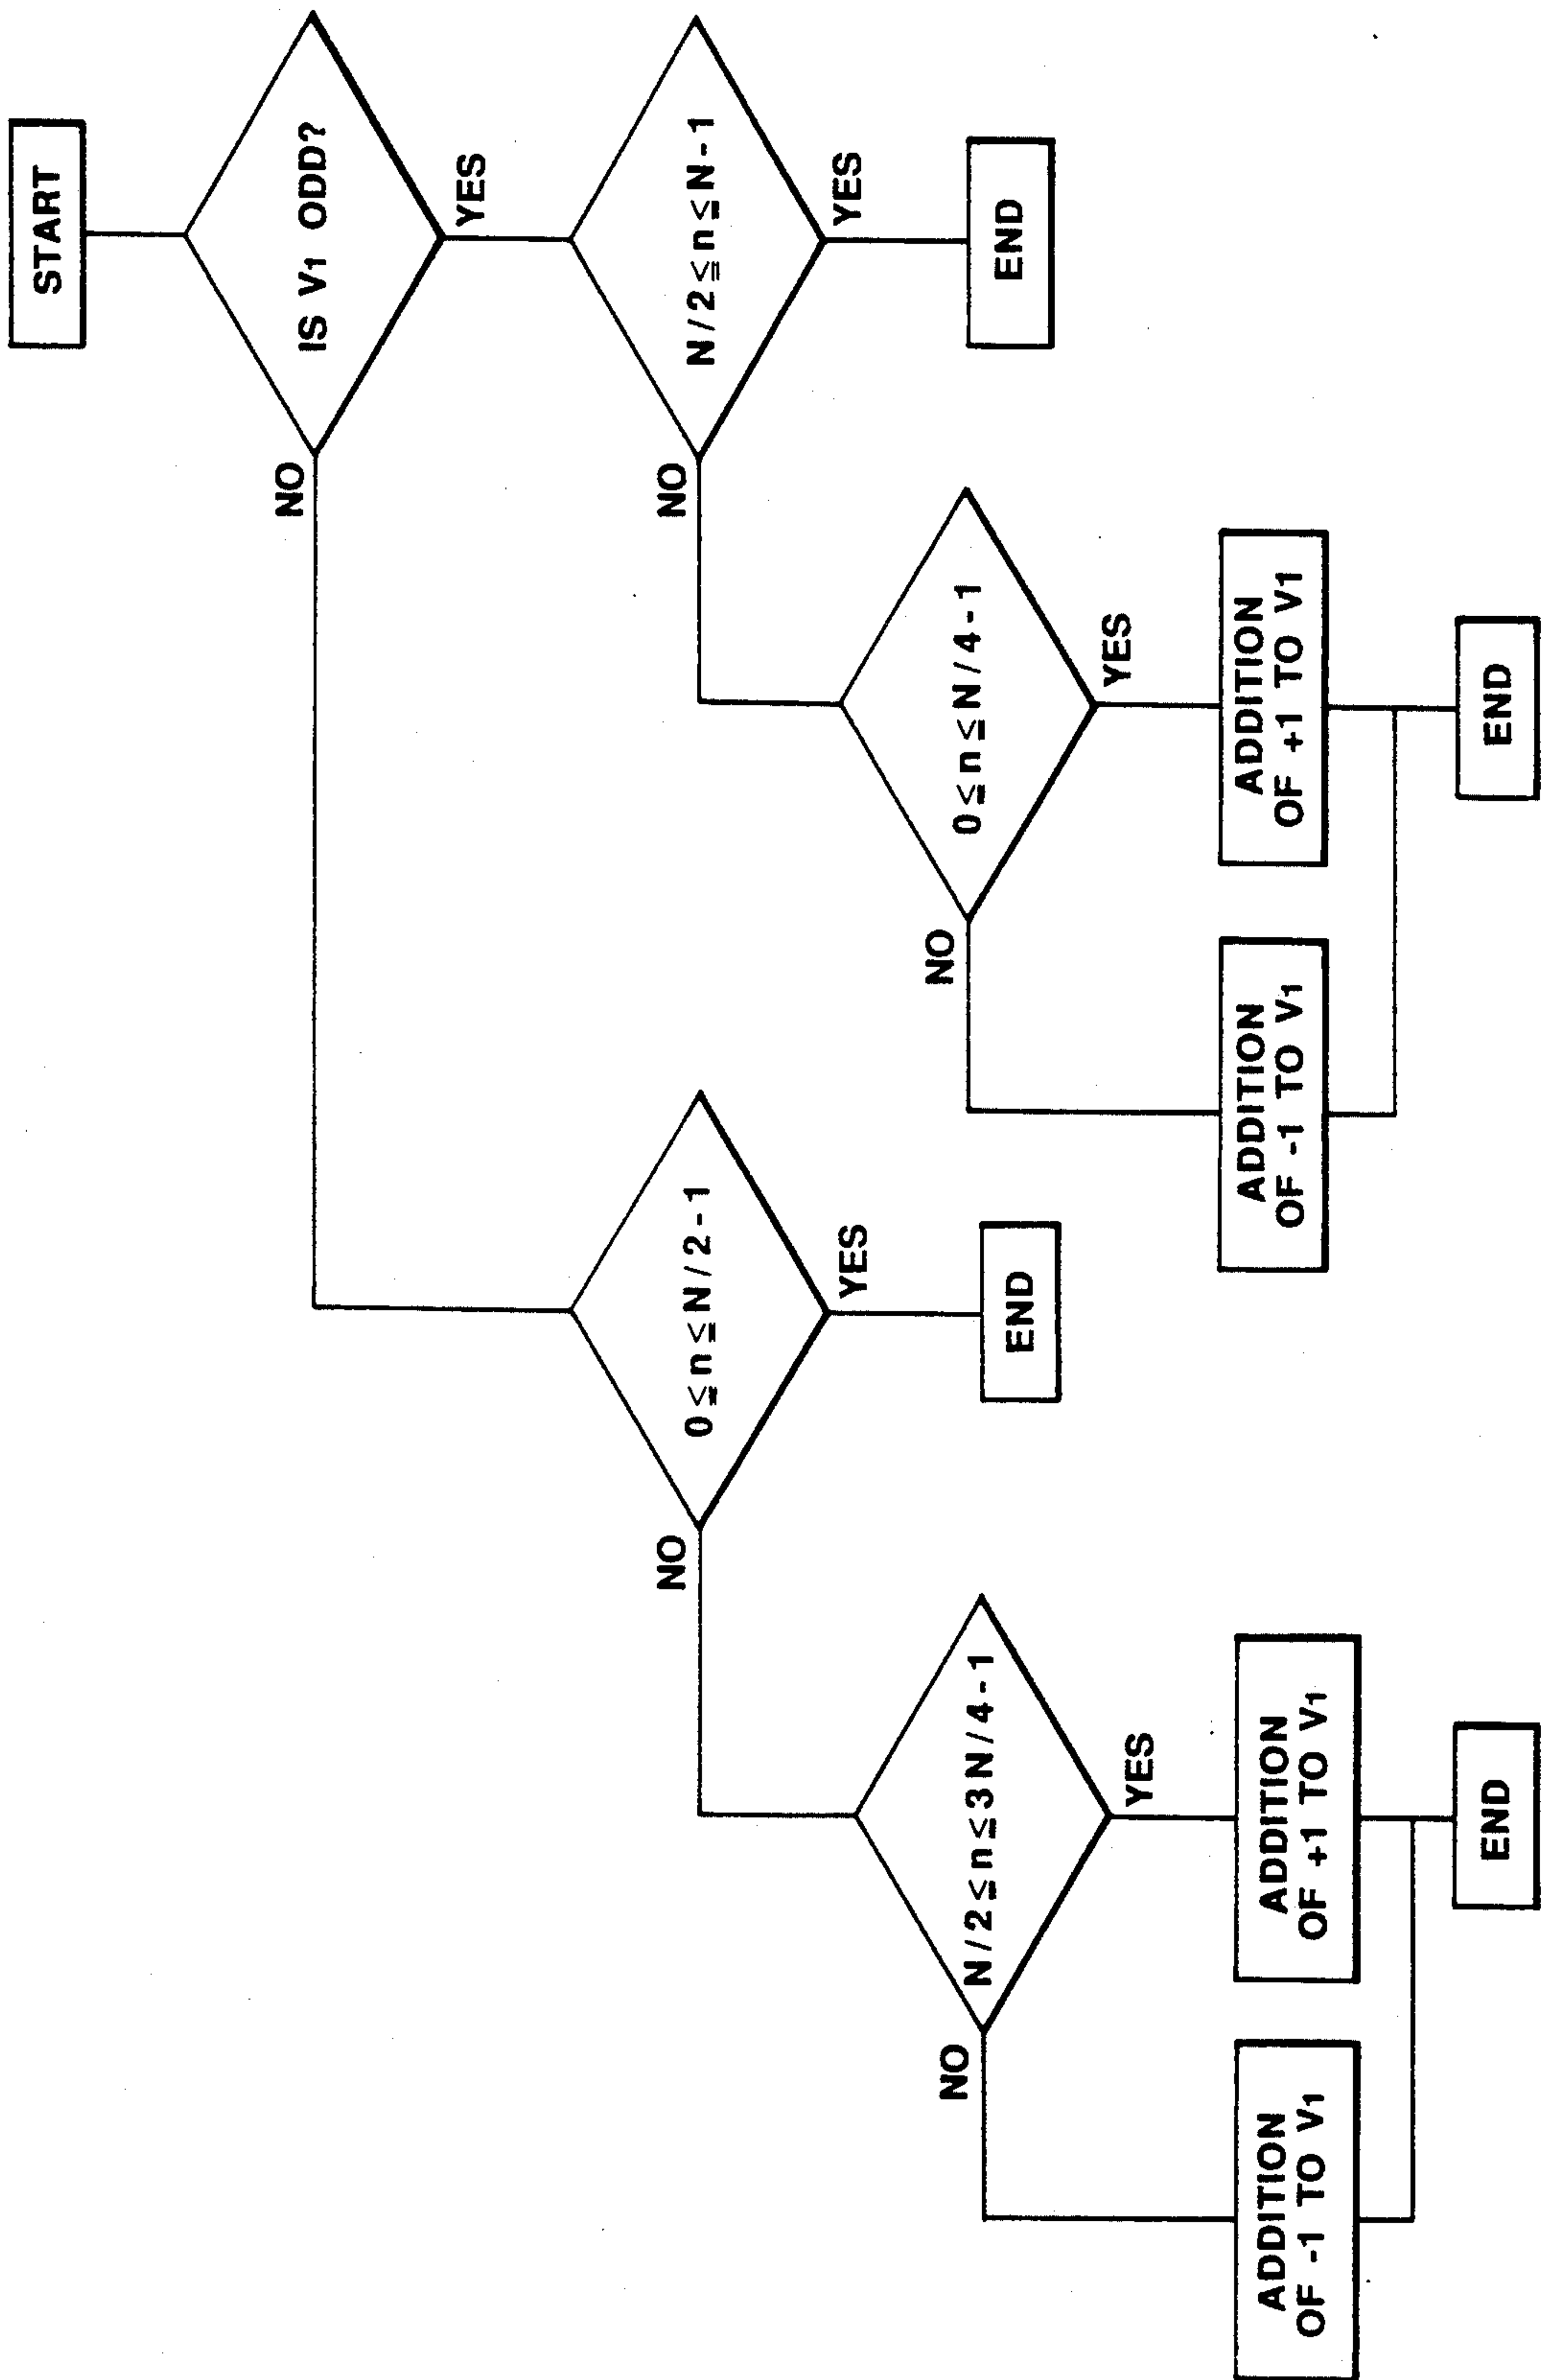 START
IS V1 ODD?
NO
YES
0≦n≦N/2-1
N/2≦n≦N-1
NO
YES
NO
YES
N/2≦n≦3N/4-1
END
0≦n≦N/4-1
END
NO
YES
NO
YES
ADDITION
OF -1 TO V1
ADDITION
OF +1 TO V1
ADDITION
OF -1 TO V1
ADDITION
OF +1 TO V1
END
END